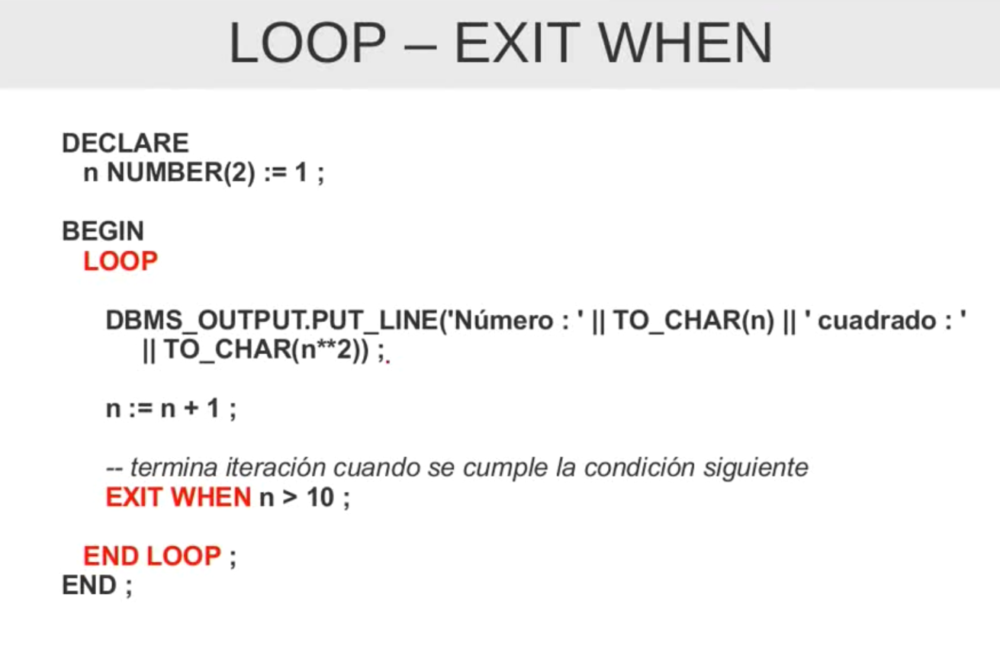 LOOP – EXIT WHEN
DECLARE
n NUMBER(2) := 1 ;
BEGIN
LOOP
DBMS_OUTPUT.PUT_LINE('Número : ' || TO_CHAR(n) || ' cuadrado : '
|| TO_CHAR(n**2)) ;
n := n + 1 ;
-- termina iteración cuando se cumple la condición siguiente
EXIT WHEN n > 10 ;
END LOOP ;
END ;